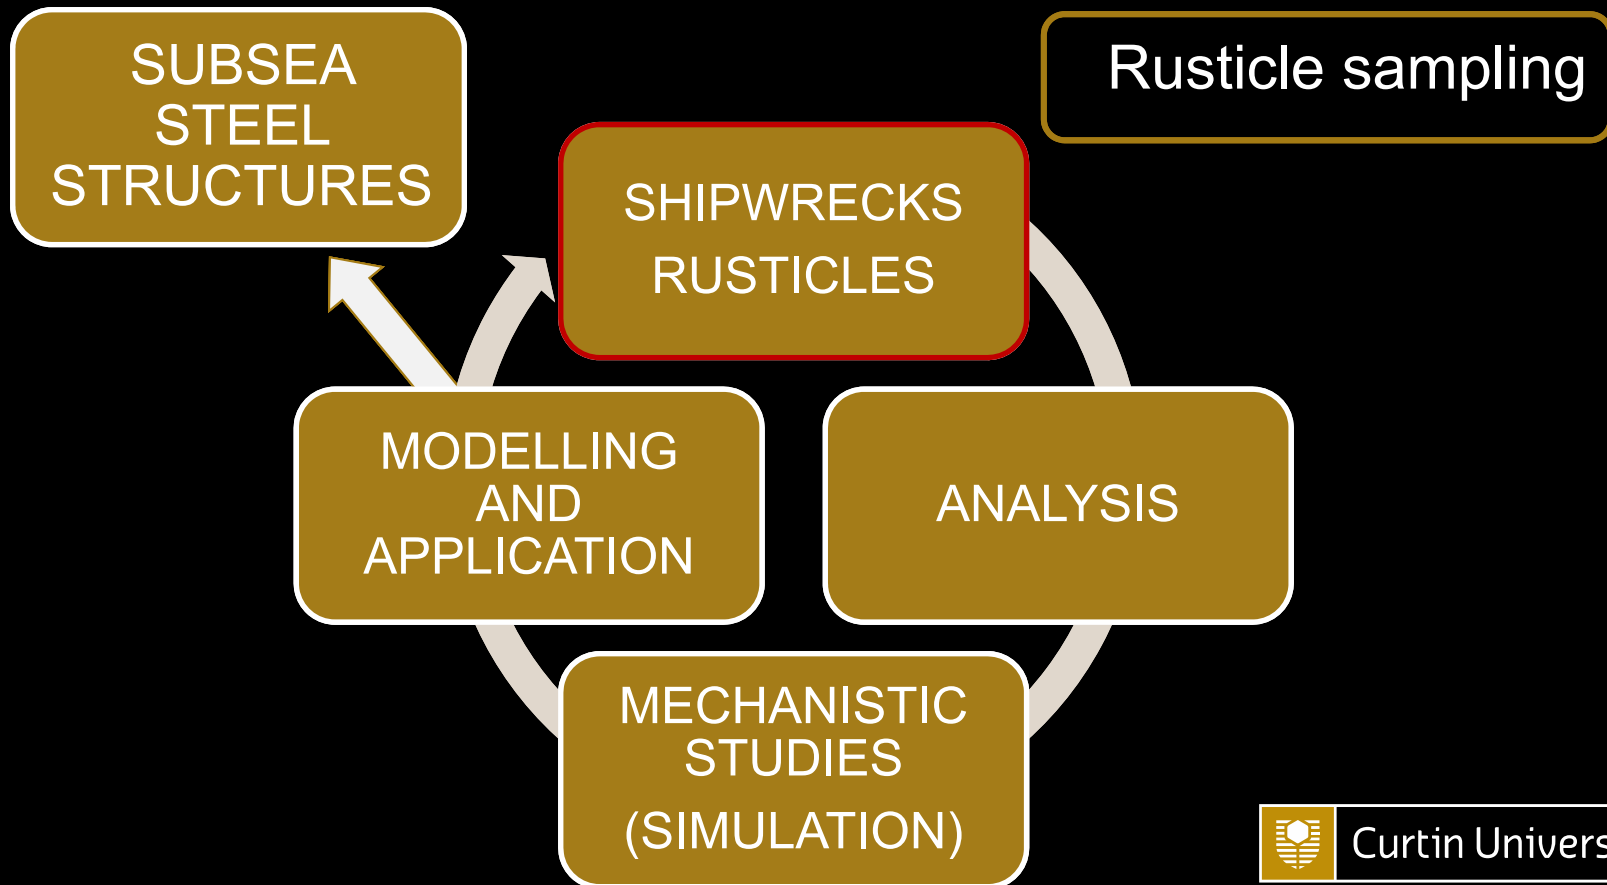 SUBSEA
STEEL
STRUCTURES
Rusticle sampling
SHIPWRECKS
RUSTICLES
MODELLING
AND
APPLICATION
ANALYSIS
MECHANISTIC
STUDIES
(SIMULATION)
Curtin Univers